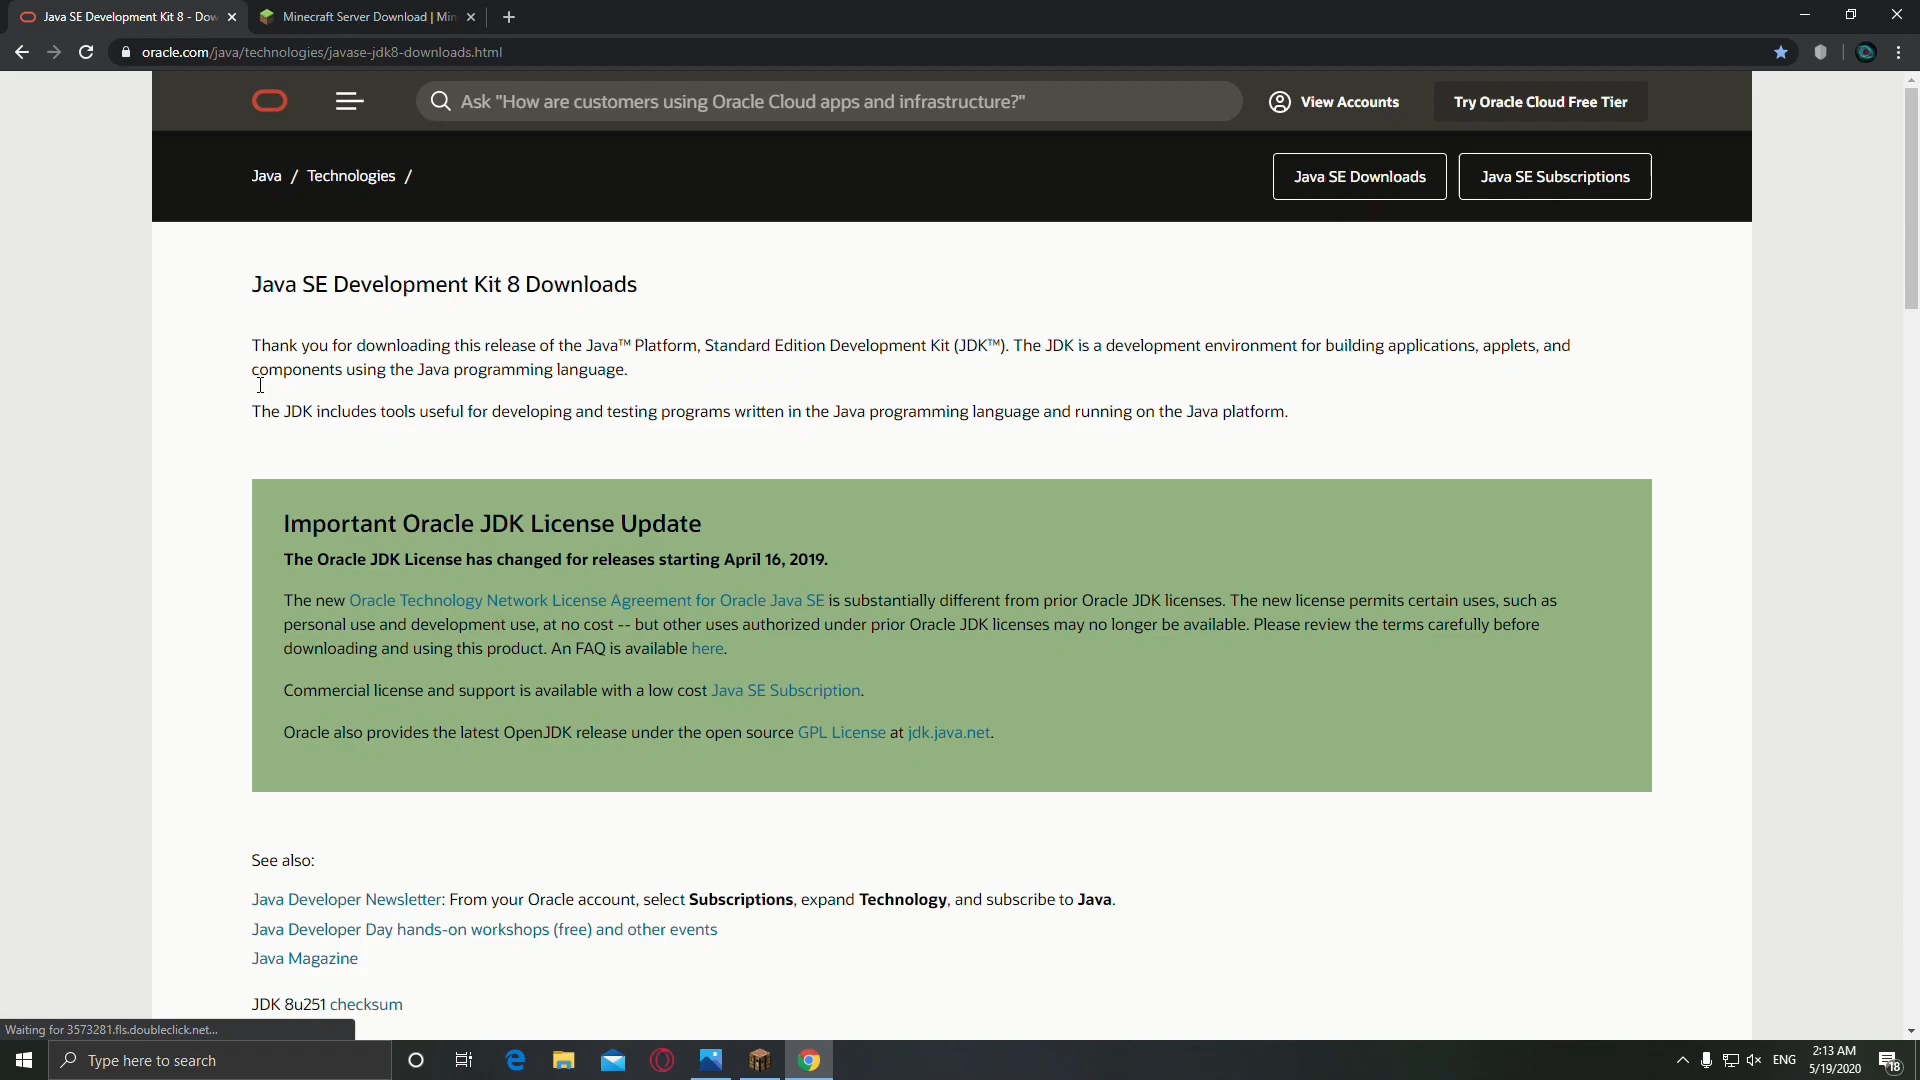 Java SE Development Kit 8 - Dow
Minecraft Server Download | Min
oracle.com/java/technologies/javase-jdk8-downloads.html
Ask "How are customers using Oracle Cloud apps and infrastructure?"
View Accounts
Try Oracle Cloud Free Tier
Java / Technologies /
Java SE Downloads
Java SE Subscriptions
Java SE Development Kit 8 Downloads
Thank you for downloading this release of the Java™ Platform, Standard Edition Development Kit (JDK™). The JDK is a development environment for building applications, applets, and
components using the Java programming language.
The JDK includes tools useful for developing and testing programs written in the Java programming language and running on the Java platform.
Important Oracle JDK License Update
The Oracle JDK License has changed for releases starting April 16, 2019.
The new Oracle Technology Network License Agreement for Oracle Java SE is substantially different from prior Oracle JDK licenses. The new license permits certain uses, such as
personal use and development use, at no cost -- but other uses authorized under prior Oracle JDK licenses may no longer be available. Please review the terms carefully before
downloading and using this product. An FAQ is available here.
Commercial license and support is available with a low cost Java SE Subscription.
Oracle also provides the latest OpenJDK release under the open source GPL License at jdk.java.net.
See also:
Java Developer Newsletter: From your Oracle account, select Subscriptions, expand Technology, and subscribe to Java.
Java Developer Day hands-on workshops (free) and other events
Java Magazine
JDK 8u251 checksum
Waiting for 3573281.fls.doubleclick.net...
Type here to search
ENG
2:13 AM
5/19/2020
18